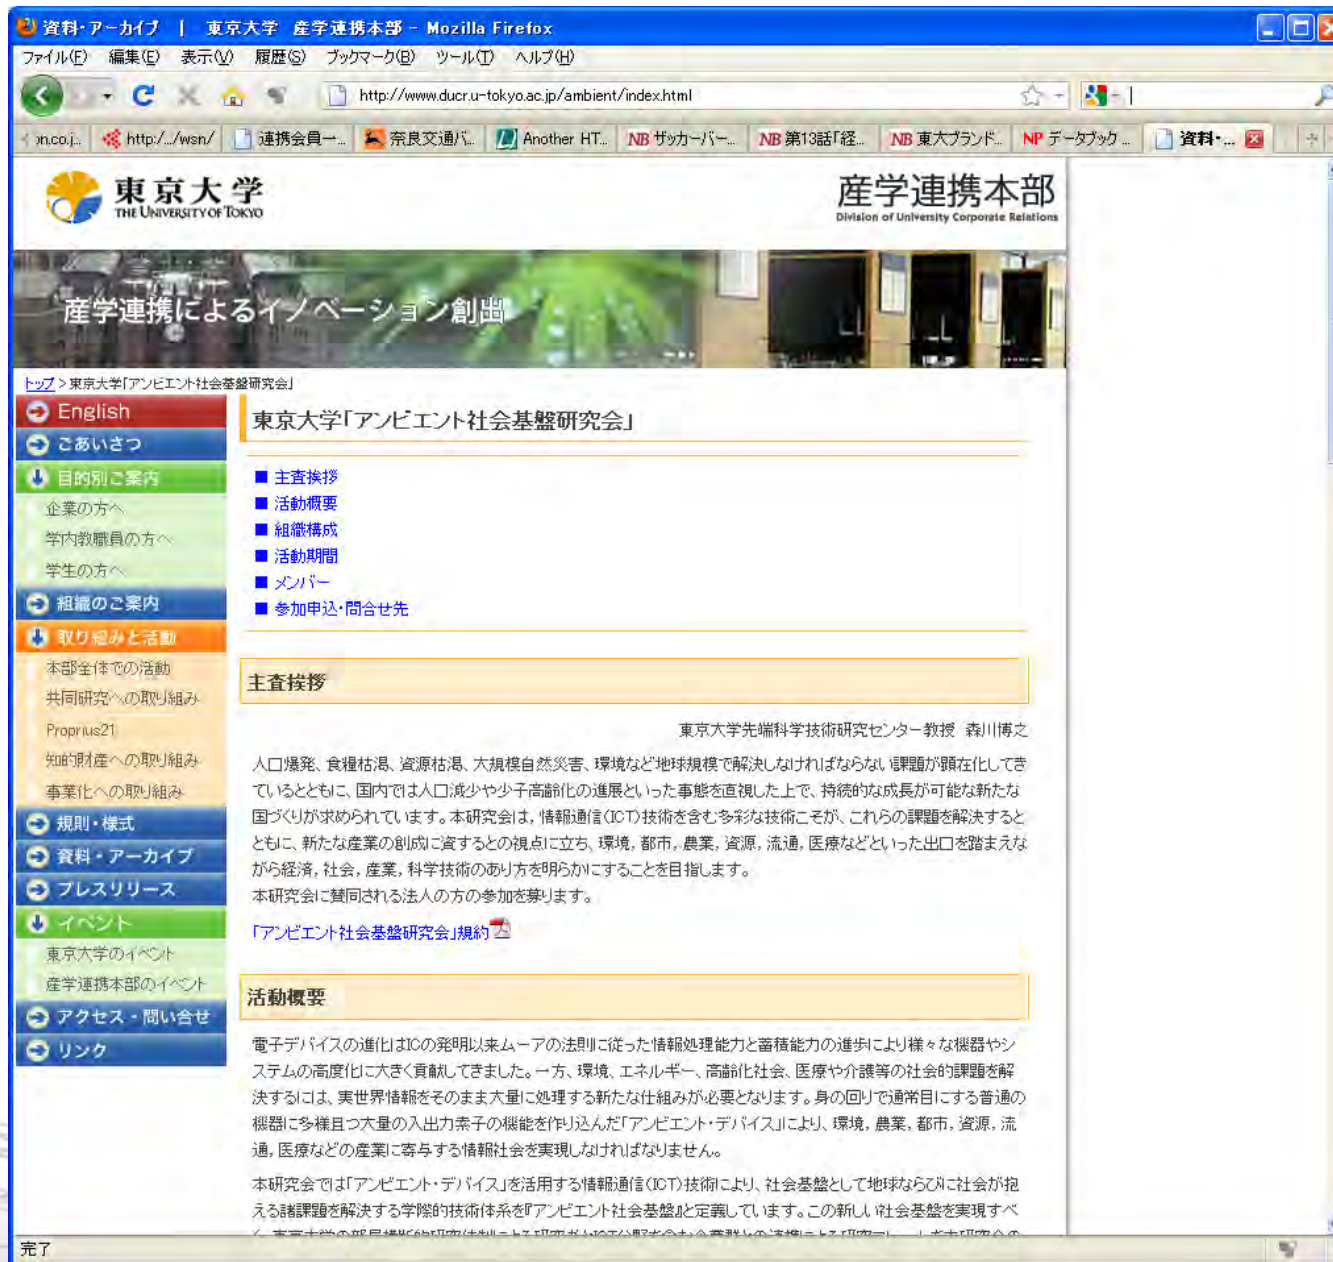 資料・アーカイブ | 東京大学 産学連携本部 - Mozilla Firefox
ファイル(F) 編集(E) 表示(V) 履歴(S) ブックマーク(B) ツール(T) ヘルプ(H)
http://www.ducr.u-tokyo.ac.jp/ambient/index.html
on.co.j... http:/.../wsn/ 連携会員一... 奈良交通バ... Another HT... NB ザッカーバー... NB 第13話「経... NB 東大ブランド... NP データブック... 資料・...
東京大学
THE UNIVERSITY OF TOKYO
産学連携本部
Division of University Corporate Relations
産学連携によるイノベーション創出
トップ > 東京大学「アンビエント社会基盤研究会」
English
ごあいさつ
目的別ご案内
企業の方へ
学内教職員の方へ
学生の方へ
組織のご案内
取り組みと活動
本部全体での活動
共同研究への取り組み
Proprius21
知的財産への取り組み
事業化への取り組み
規則・様式
資料・アーカイブ
プレスリリース
イベント
東京大学のイベント
産学連携本部のイベント
アクセス・問い合せ
リンク
東京大学「アンビエント社会基盤研究会」
■ 主査挨拶
■ 活動概要
■ 組織構成
■ 活動期間
■ メンバー
■ 参加申込・問合せ先
主査挨拶
東京大学先端科学技術研究センター教授 森川博之
人口爆発、食糧枯渇、資源枯渇、大規模自然災害、環境など地球規模で解決しなければならない課題が顕在化してき
ているとともに、国内では人口減少や少子高齢化の進展といった事態を直視した上で、持続的な成長が可能な新たな
国づくりが求められています。本研究会は，情報通信（ICT）技術を含む多彩な技術こそが、これらの課題を解決すると
ともに、新たな産業の創成に資するとの視点に立ち、環境，都市，農業，資源，流通，医療などといった出口を踏まえな
がら経済，社会，産業，科学技術のあり方を明らかにすることを目指します。
本研究会に賛同される法人の方の参加を募ります。
「アンビエント社会基盤研究会」規約
活動概要
電子デバイスの進化はICの発明以来ムーアの法則に従った情報処理能力と蓄積能力の進歩により様々な機器やシ
ステムの高度化に大きく貢献してきました。一方、環境、エネルギー、高齢化社会、医療や介護等の社会的課題を解
決するには、実世界情報をそのまま大量に処理する新たな仕組みが必要となります。身の回りで通常目にする普通の
機器に多様且つ大量の入出力素子の機能を作り込んだ「アンビエント・デバイス」により、環境，農業，都市，資源，流
通，医療などの産業に寄与する情報社会を実現しなければなりません。
本研究会では「アンビエント・デバイス」を活用する情報通信（ICT）技術により、社会基盤として地球ならびに社会が抱
える諸課題を解決する学際的技術体系を『アンビエント社会基盤』と定義しています。この新しい社会基盤を実現すべ
完了